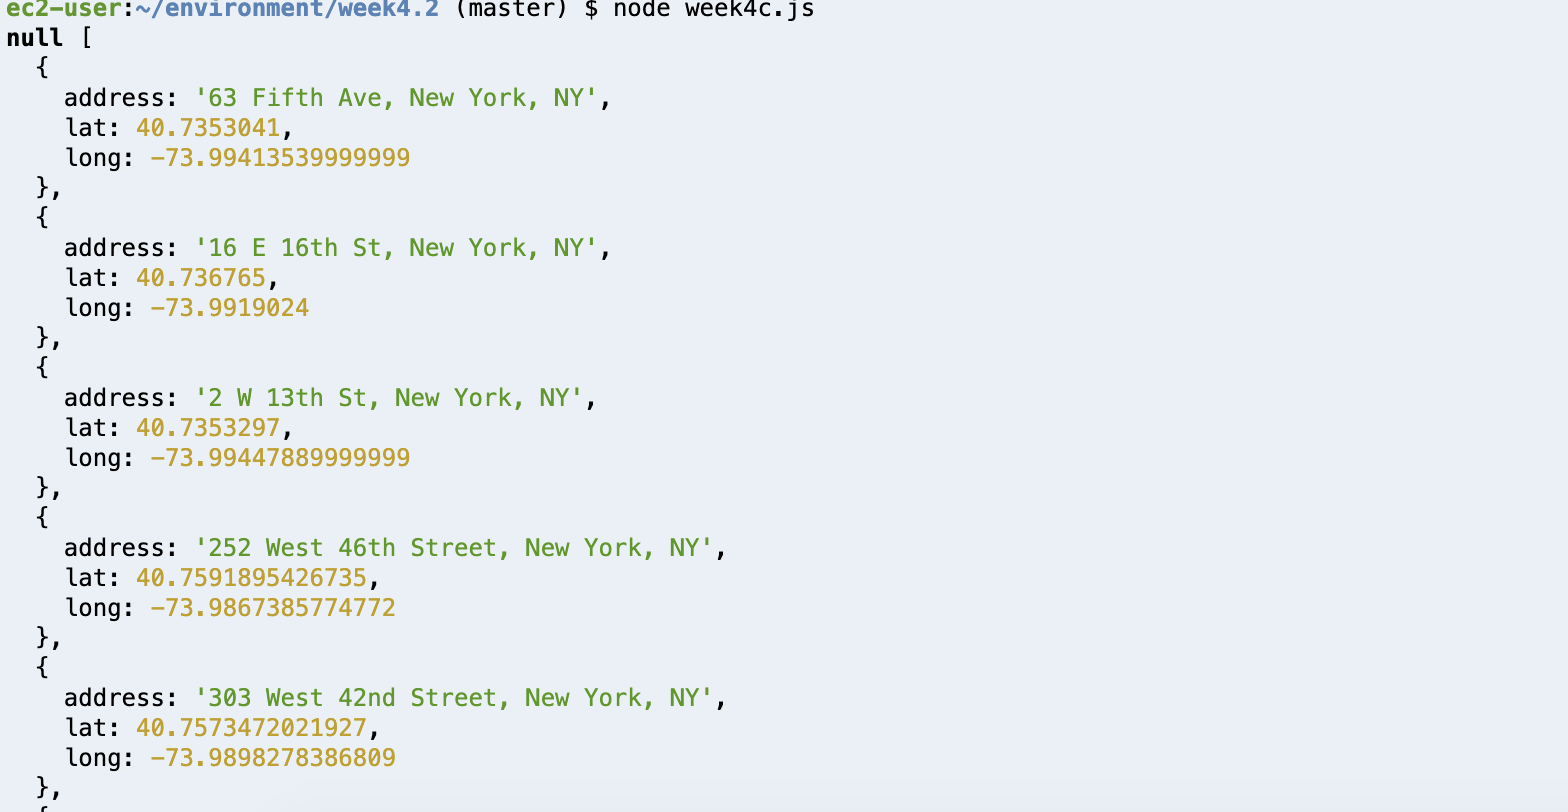 ec2-user:~/environment/week4.2 (master) $ node week4c.js
null [
  {
    address: '63 Fifth Ave, New York, NY',
    lat: 40.7353041,
    long: -73.99413539999999
  },
  {
    address: '16 E 16th St, New York, NY',
    lat: 40.736765,
    long: -73.9919024
  },
  {
    address: '2 W 13th St, New York, NY',
    lat: 40.7353297,
    long: -73.99447889999999
  },
  {
    address: '252 West 46th Street, New York, NY',
    lat: 40.7591895426735,
    long: -73.9867385774772
  },
  {
    address: '303 West 42nd Street, New York, NY',
    lat: 40.7573472021927,
    long: -73.9898278386809
  },
  {